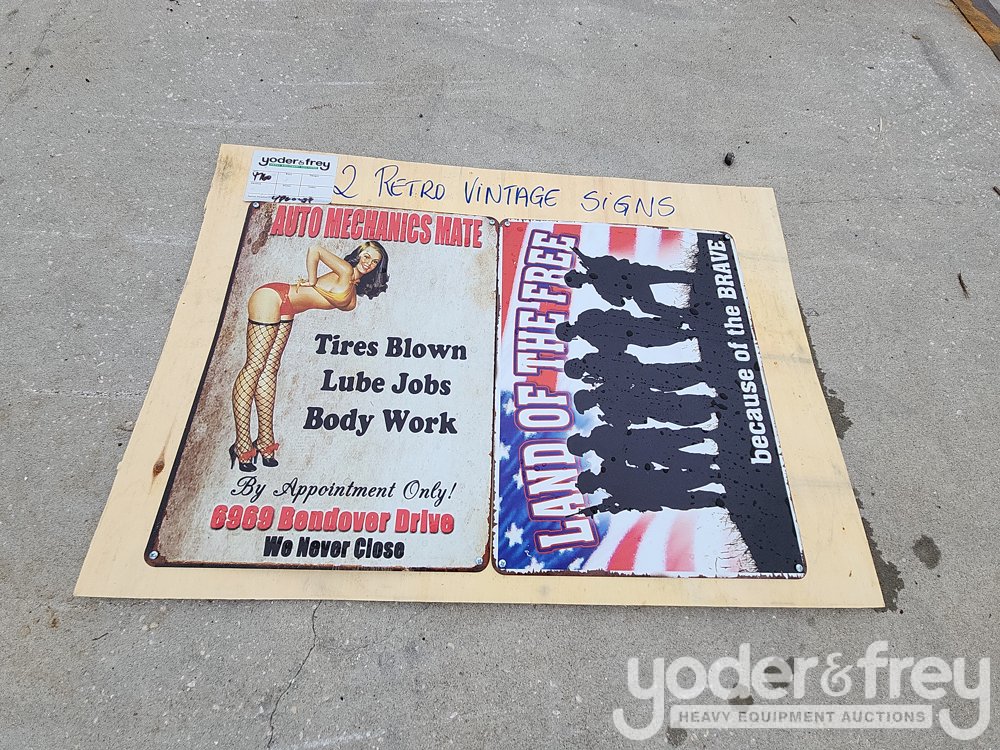 yoder&frey
2 RETRO VINTAGE SIGNS
AUTO MECHANICS MATE
Tires Blown
Lube Jobs
Body Work
By Appointment Only!
6969 Bendover Drive
We Never Close
LAND OF THE FREE
because of the BRAVE
yoder&frey
HEAVY EQUIPMENT AUCTIONS